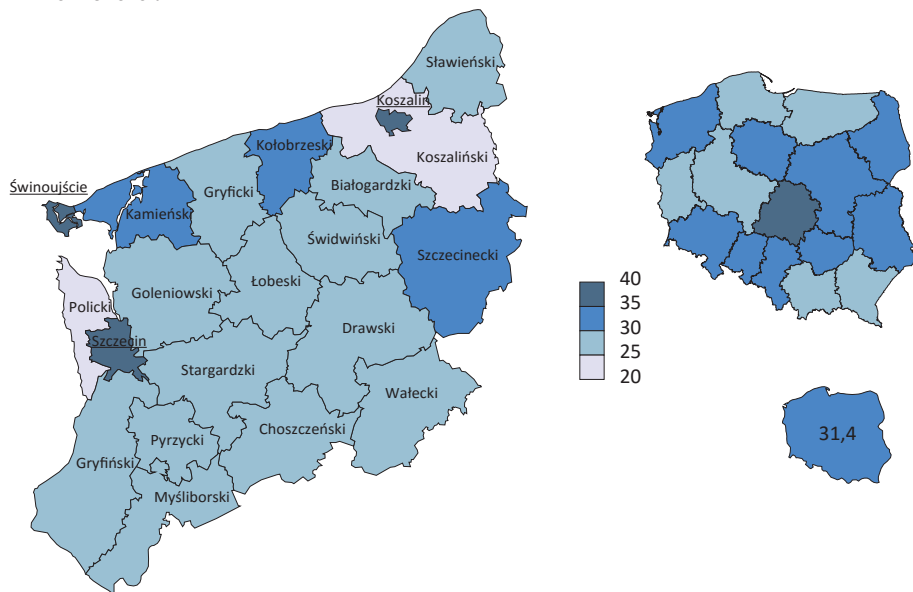 Sławieński
Koszalin
Kołobrzeski
Koszaliński
Białogardzki
Świnoujście
Gryficki
Kamieński
Świdwiński
Szczecinecki
Łobeski
Goleniowski
Policki
Drawski
Szczecin
Stargardzki
Wałecki
Choszczeński
Pyrzycki
Gryfiński
Myśliborski
40
35
30
25
20
31,4